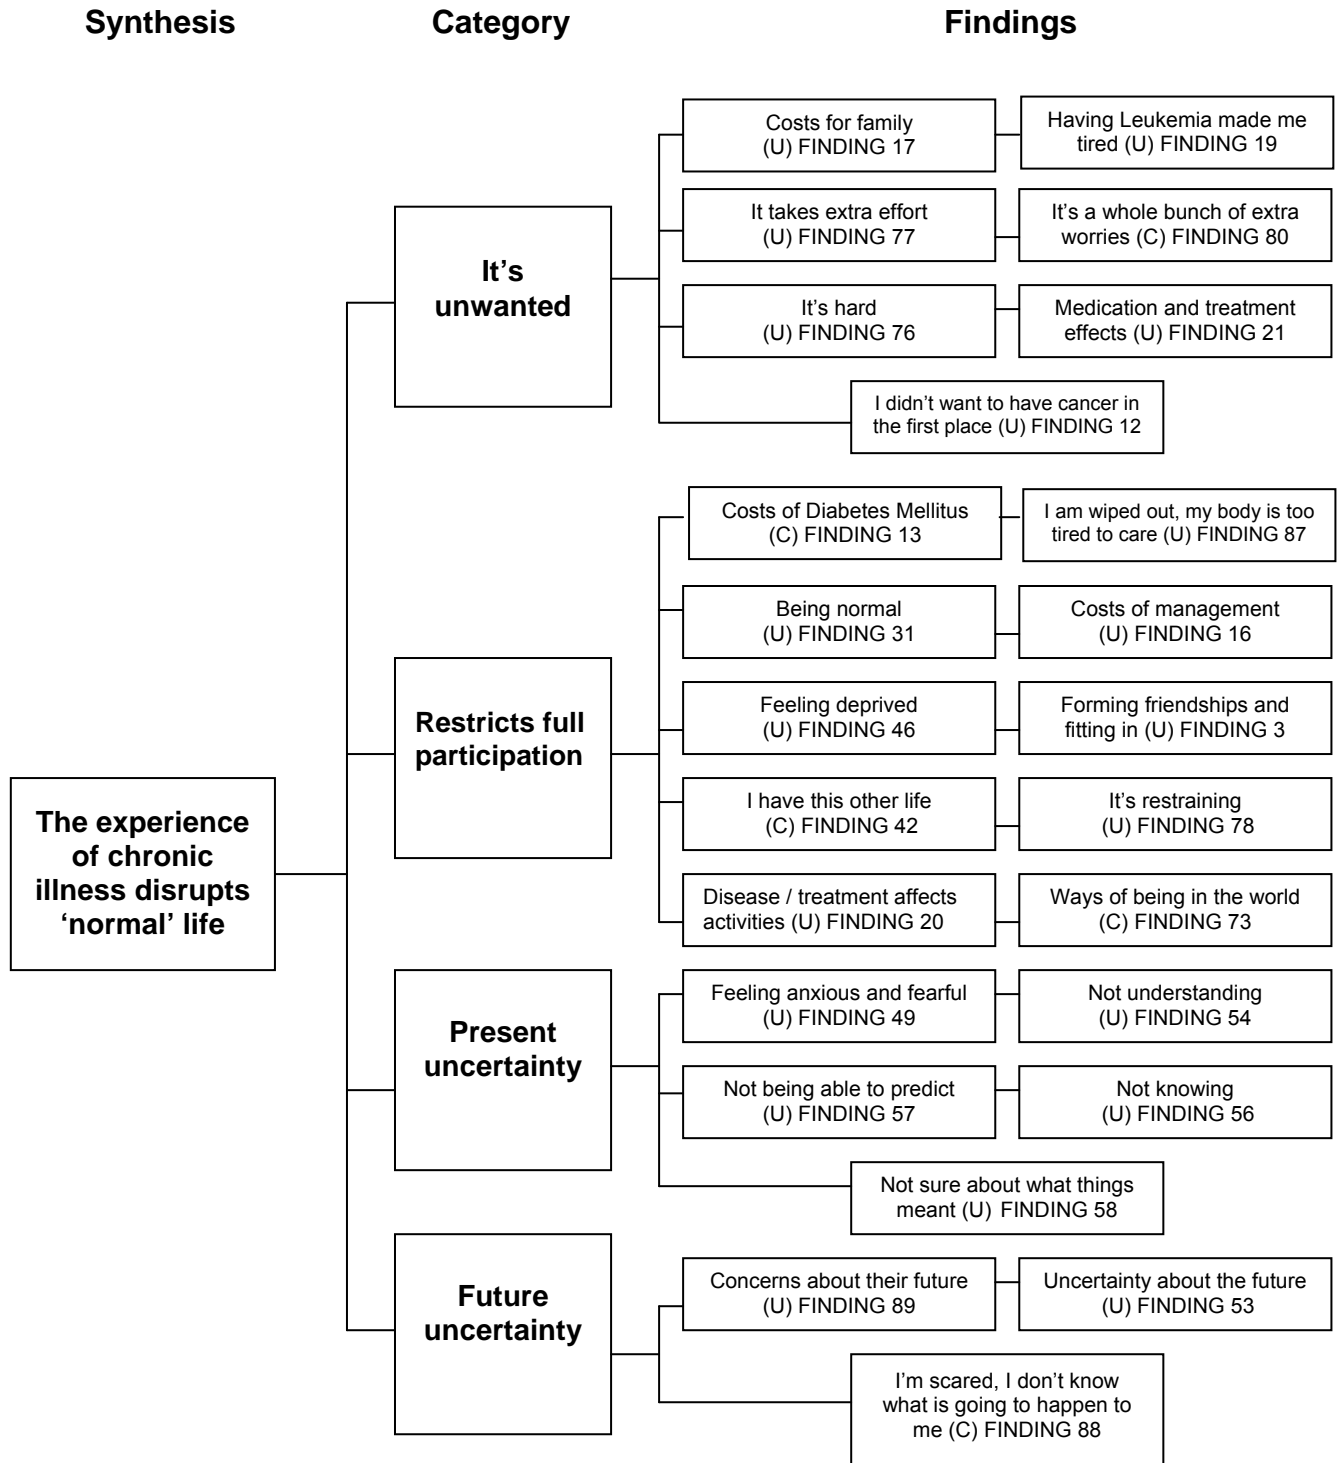 Synthesis
Category
Findings
The experience
of chronic
illness disrupts
‘normal’ life
It’s
unwanted
Costs for family
(U) FINDING 17
Having Leukemia made me
tired (U) FINDING 19
It takes extra effort
(U) FINDING 77
It’s a whole bunch of extra
worries (C) FINDING 80
It’s hard
(U) FINDING 76
Medication and treatment
effects (U) FINDING 21
I didn’t want to have cancer in
the first place (U) FINDING 12
Restricts full
participation
Costs of Diabetes Mellitus
(C) FINDING 13
I am wiped out, my body is too
tired to care (U) FINDING 87
Being normal
(U) FINDING 31
Costs of management
(U) FINDING 16
Feeling deprived
(U) FINDING 46
Forming friendships and
fitting in (U) FINDING 3
I have this other life
(C) FINDING 42
It’s restraining
(U) FINDING 78
Disease / treatment affects
activities (U) FINDING 20
Ways of being in the world
(C) FINDING 73
Present
uncertainty
Feeling anxious and fearful
(U) FINDING 49
Not understanding
(U) FINDING 54
Not being able to predict
(U) FINDING 57
Not knowing
(U) FINDING 56
Not sure about what things
meant (U) FINDING 58
Future
uncertainty
Concerns about their future
(U) FINDING 89
Uncertainty about the future
(U) FINDING 53
I’m scared, I don’t know
what is going to happen to
me (C) FINDING 88